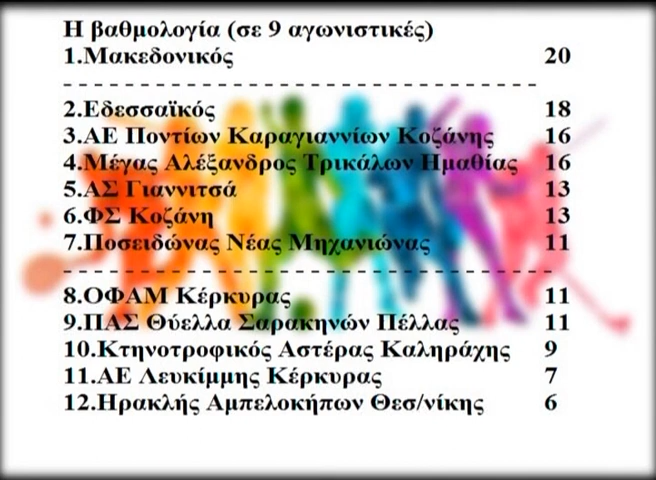 Η βαθμολογία (σε 9 αγωνιστικές)
1.Μακεδονικός 20
- - - - - - - - - - - - - - - - - - - - - - - - - - - - - - -
2.Εδεσσαϊκός 18
3.ΑΕ Ποντίων Καραγιαννίων Κοζάνης 16
4.Μέγας Αλέξανδρος Τρικάλων Ημαθίας 16
5.ΑΣ Γιαννιτσά 13
6.ΦΣ Κοζάνη 13
7.Ποσειδώνας Νέας Μηχανιώνας 11
- - - - - - - - - - - - - - - - - - - - - - - - - - - - - - - -
8.ΟΦΑΜ Κέρκυρας 11
9.ΠΑΣ Θύελλα Σαρακηνών Πέλλας 11
10.Κτηνοτροφικός Αστέρας Καληράχης 9
11.ΑΕ Λευκίμμης Κέρκυρας 7
12.Ηρακλής Αμπελοκήπων Θεσ/νίκης 6